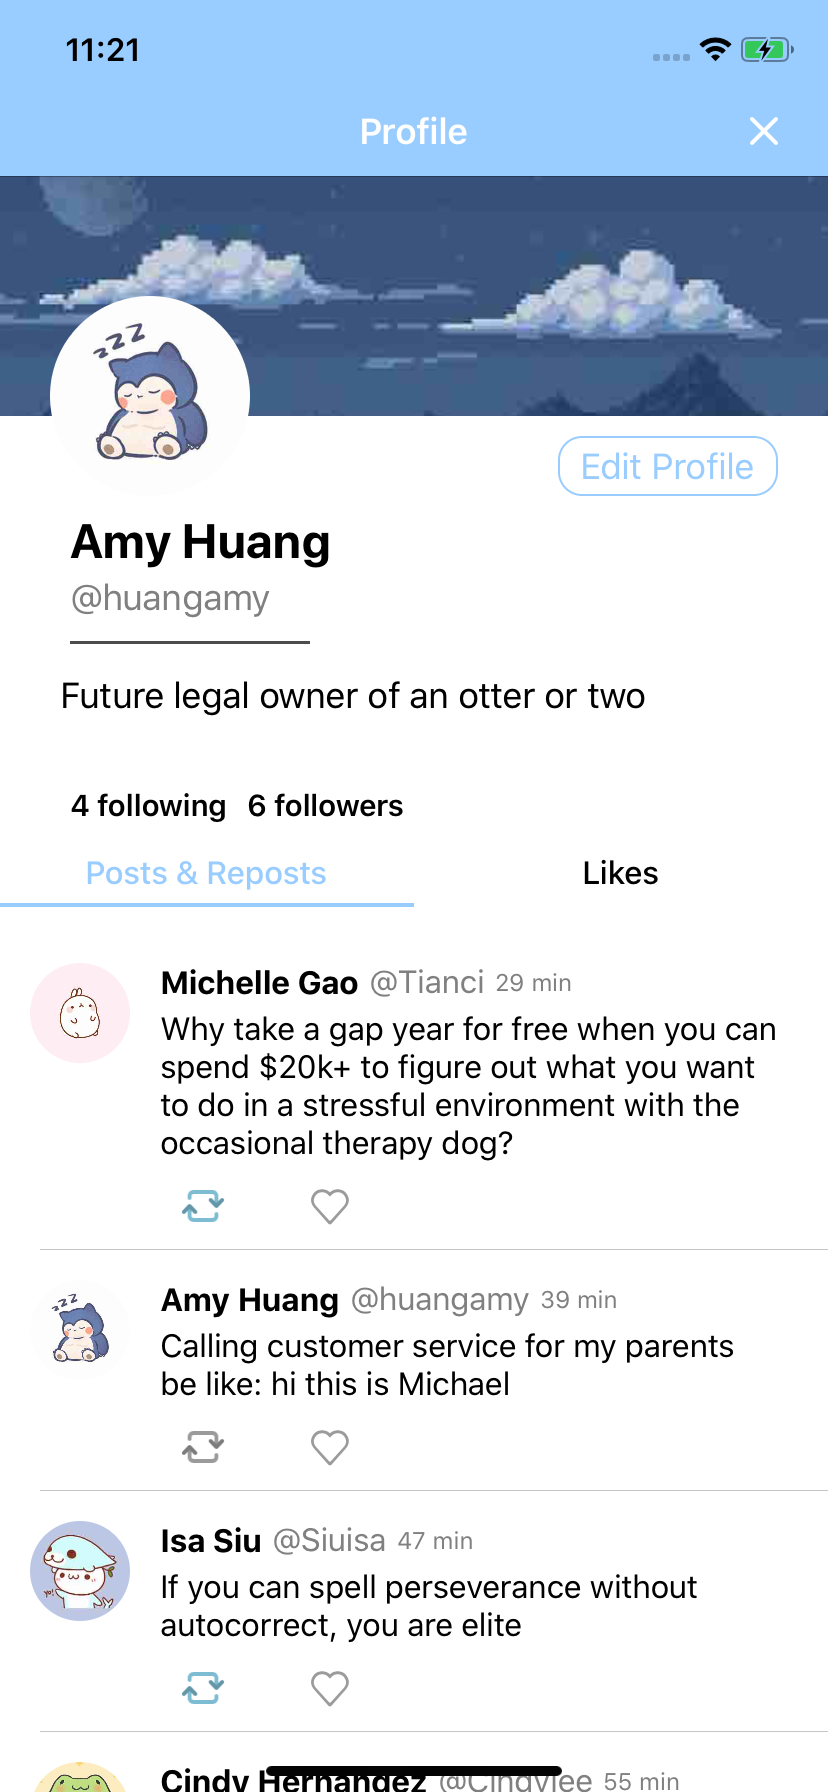 11:21
Profile
zzz
Edit Profile
Amy Huang
@huangamy
Future legal owner of an otter or two
4 following 6 followers
Posts & Reposts Likes
Michelle Gao @Tianci 29 min
Why take a gap year for free when you can
spend $20k+ to figure out what you want
to do in a stressful environment with the
occasional therapy dog?
zzz
Amy Huang @huangamy 39 min
Calling customer service for my parents
be like: hi this is Michael
Isa Siu @Siuisa 47 min
yo!
If you can spell perseverance without
autocorrect, you are elite
Cindy Hernandez @Cindylee 55 min